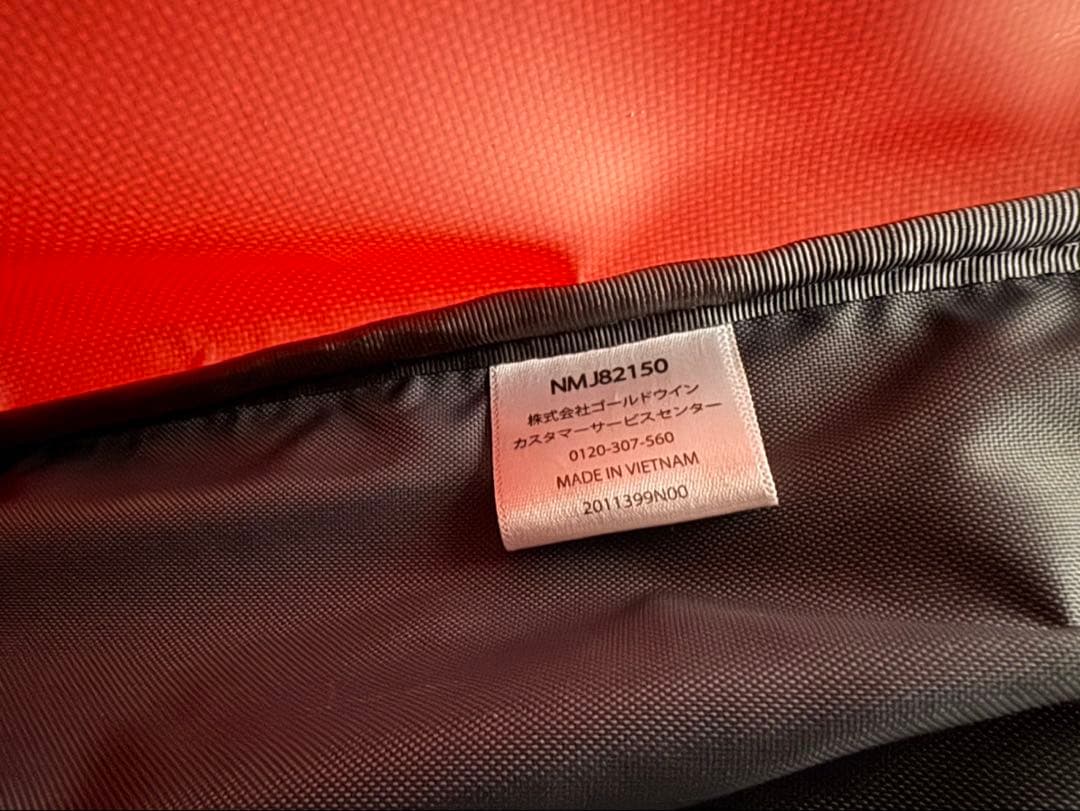 NMJ82150
株式会社ゴールドウイン
カスタマーサービスセンター
0120-307-560
MADE IN VIETNAM
2011399N00